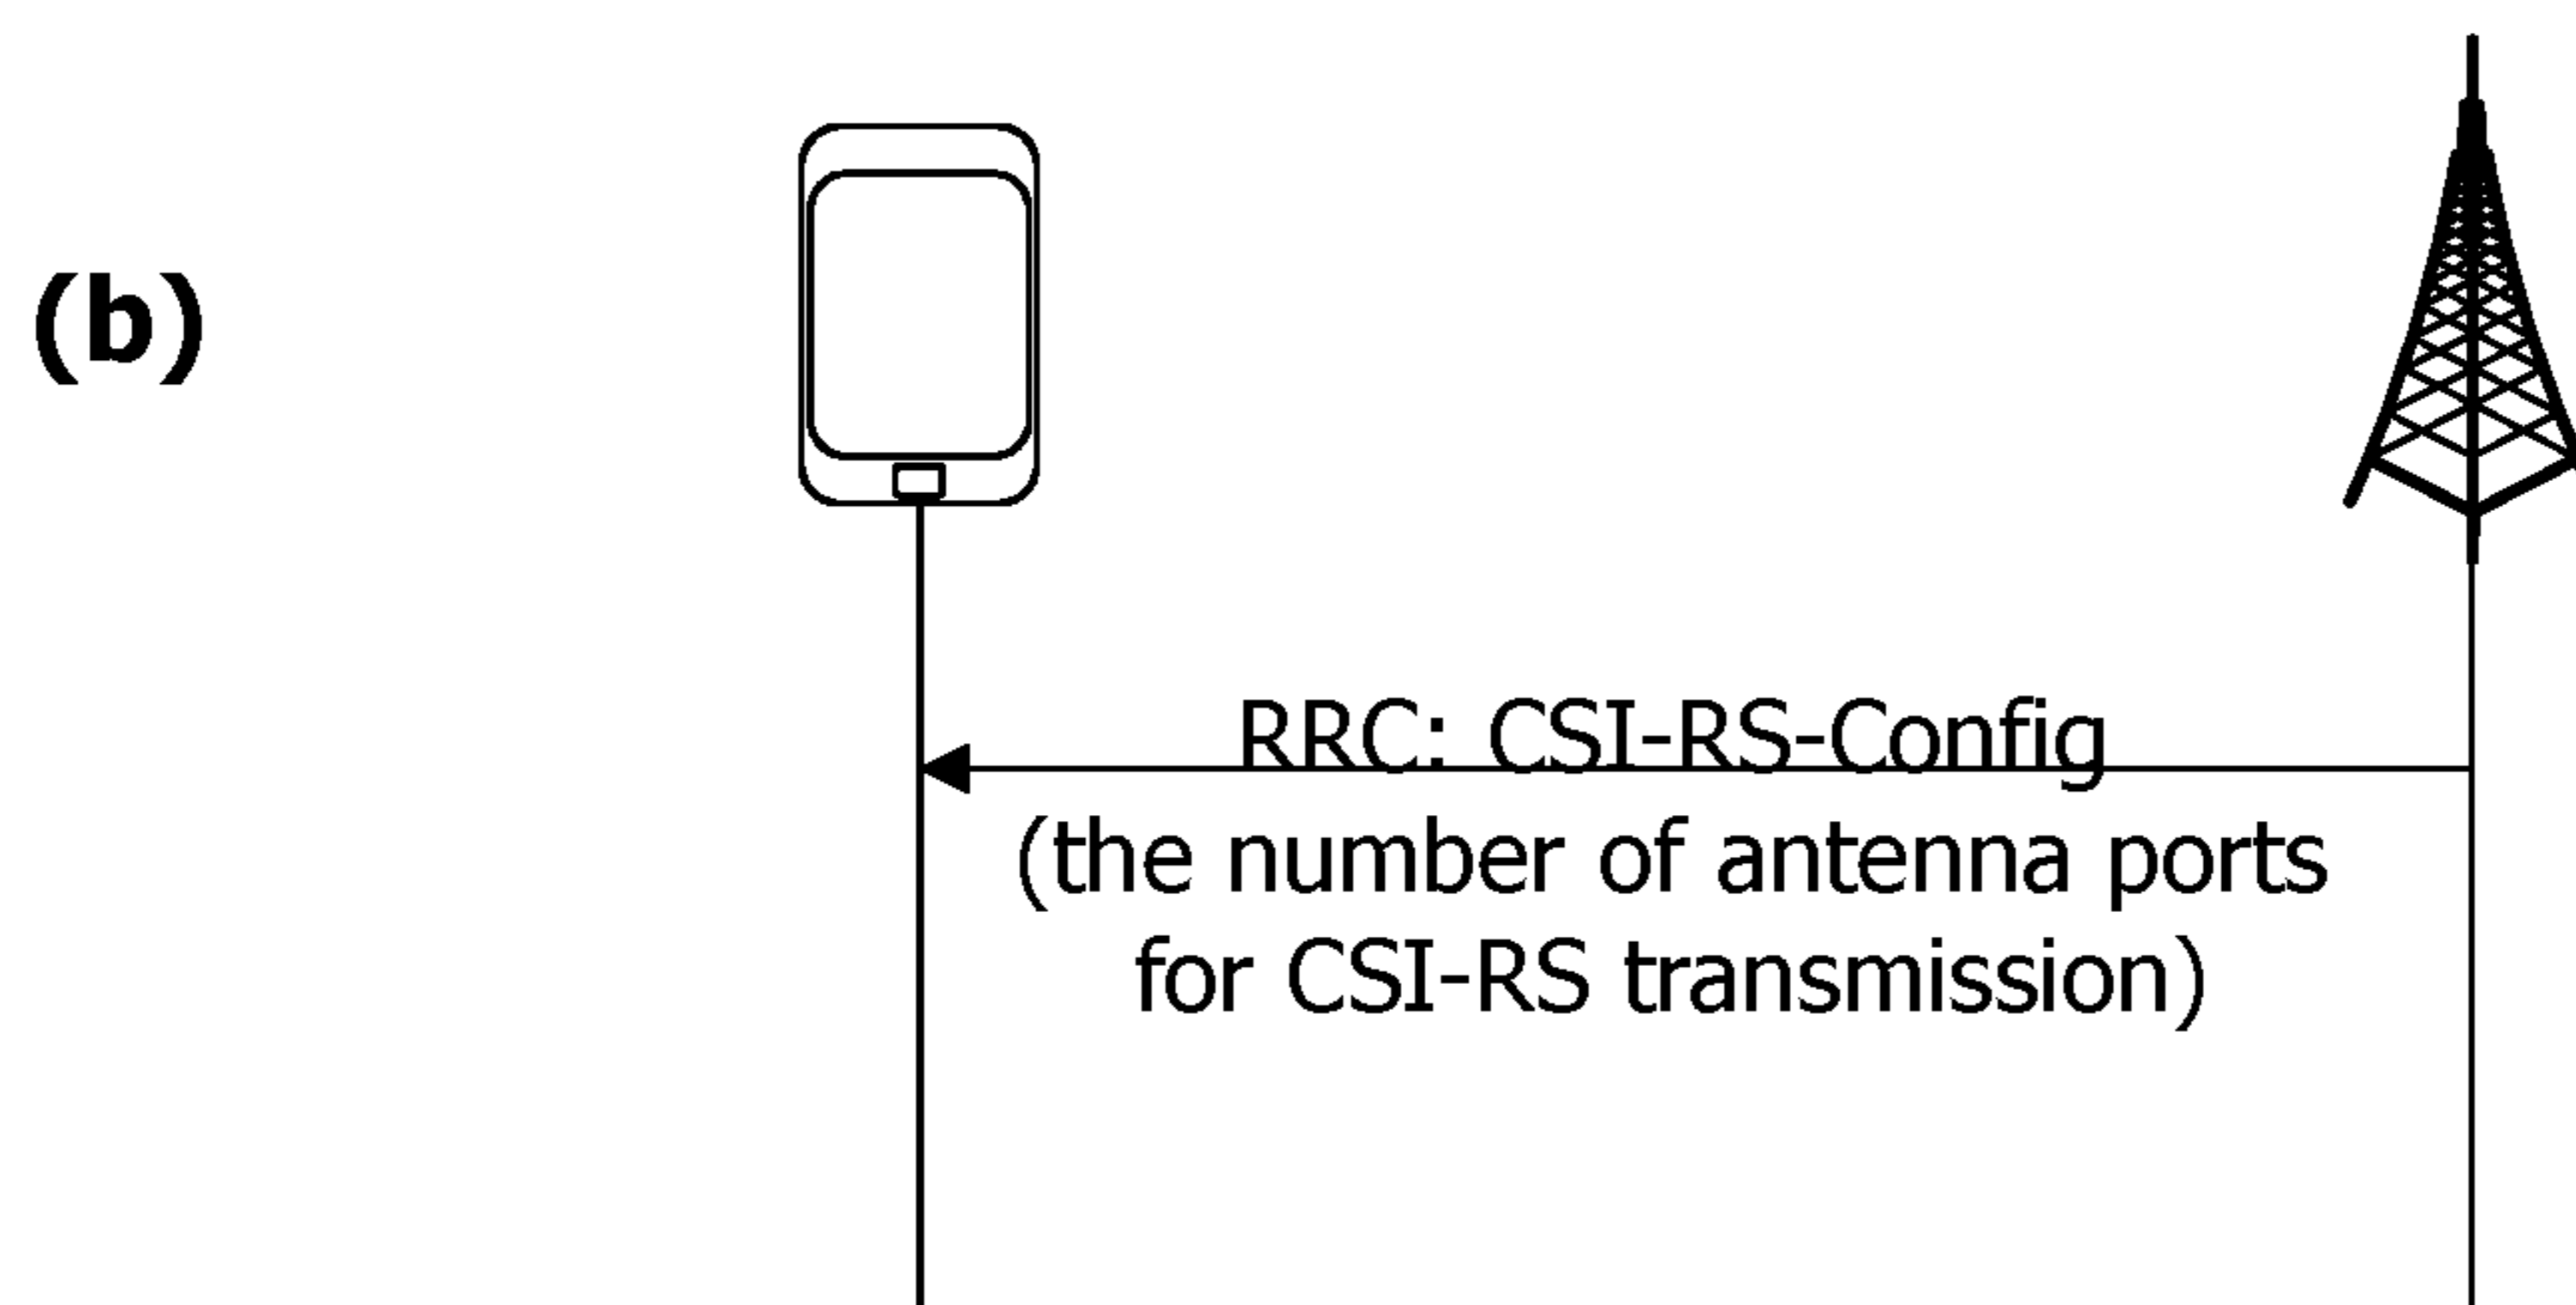 (b)
RRC: CSI-RS-Config
(the number of antenna ports
for CSI-RS transmission)